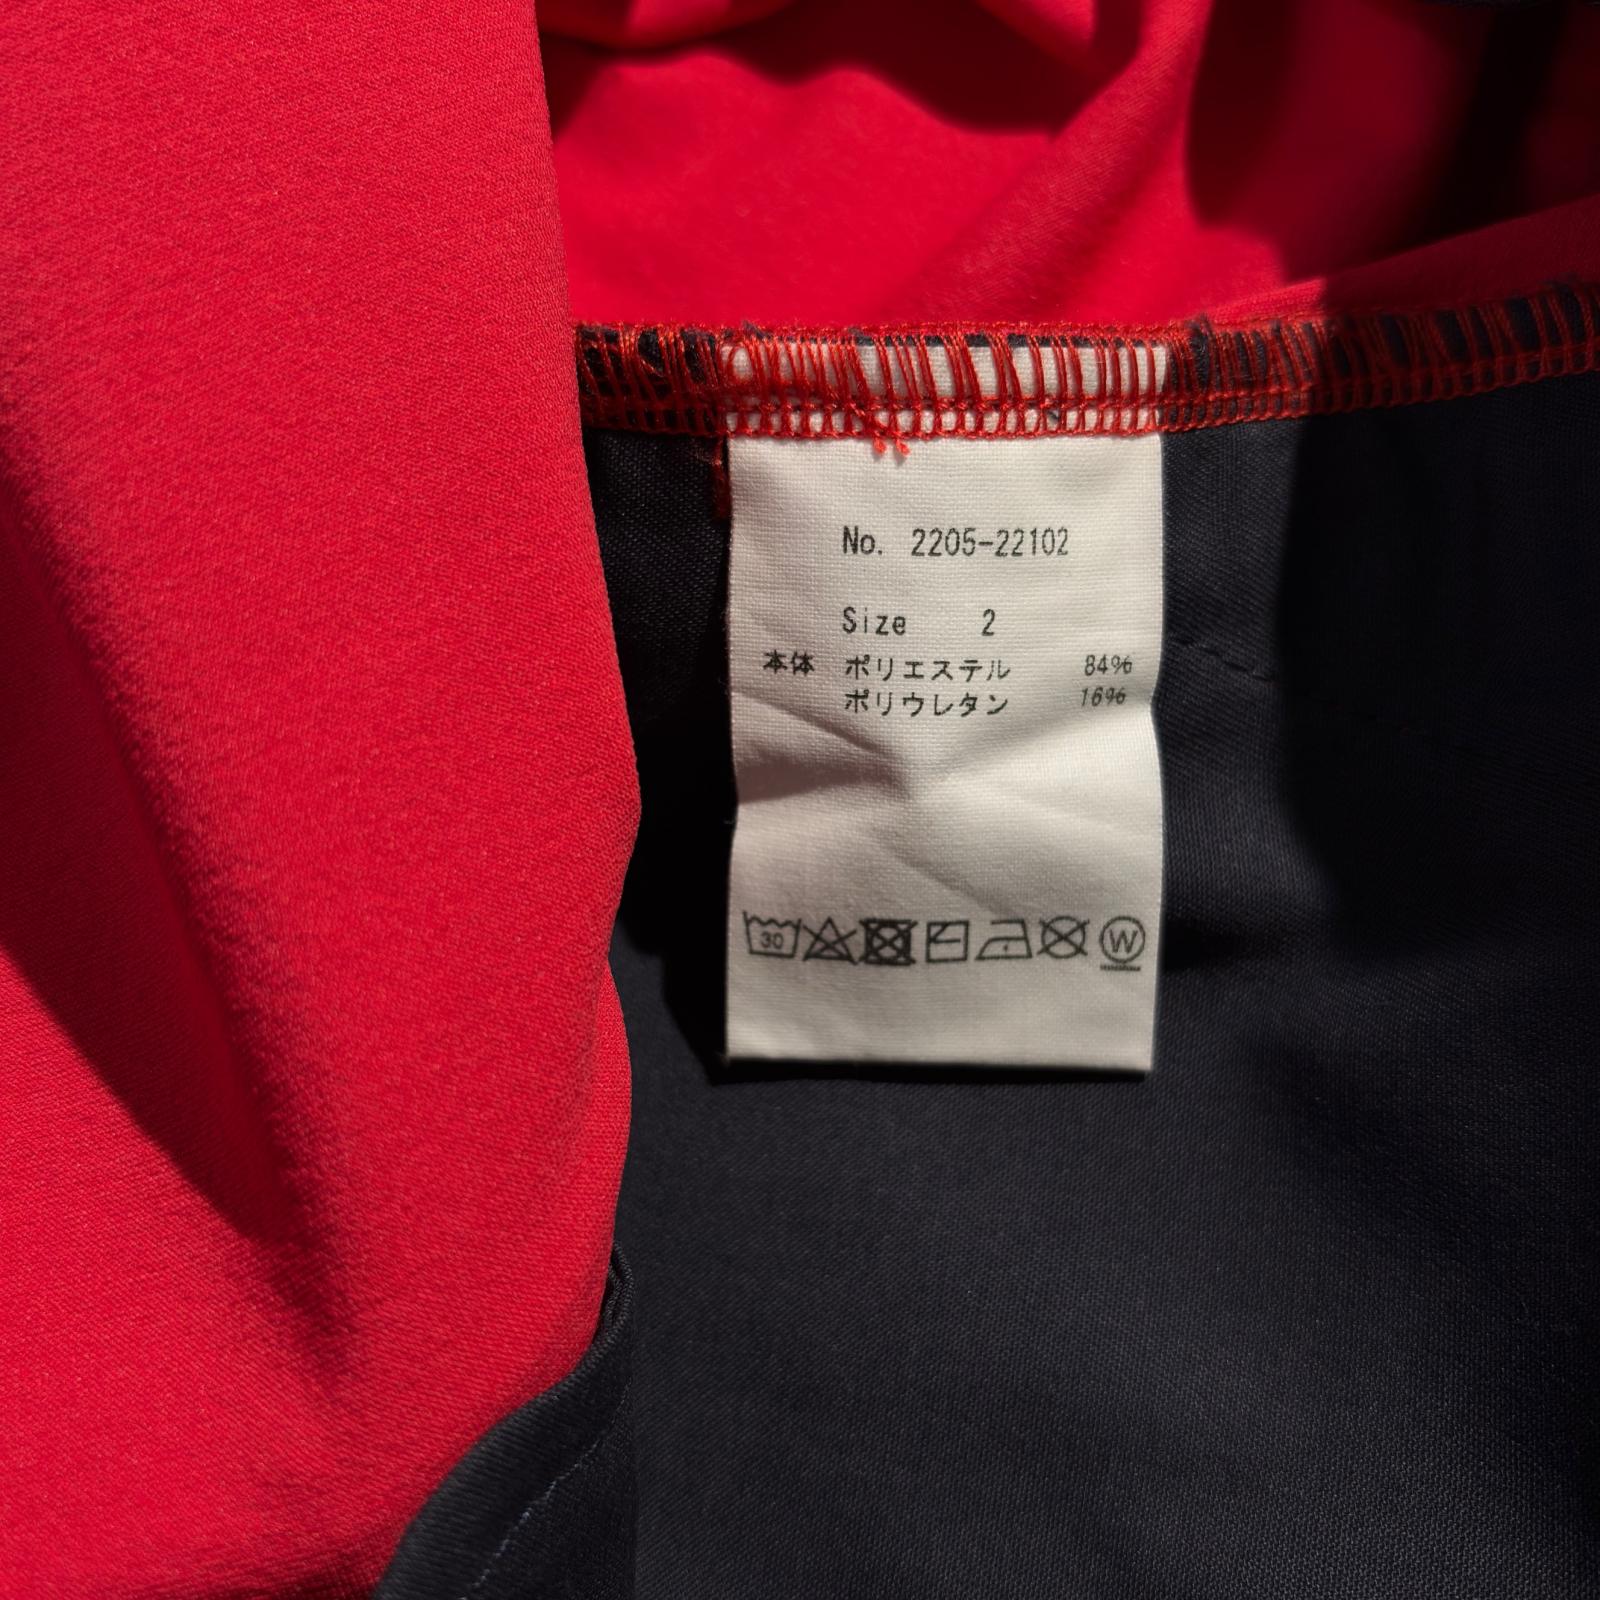 No. 2205-22102
Size 2
本体 ポリエステル 84%
ポリウレタン 16%
30 W